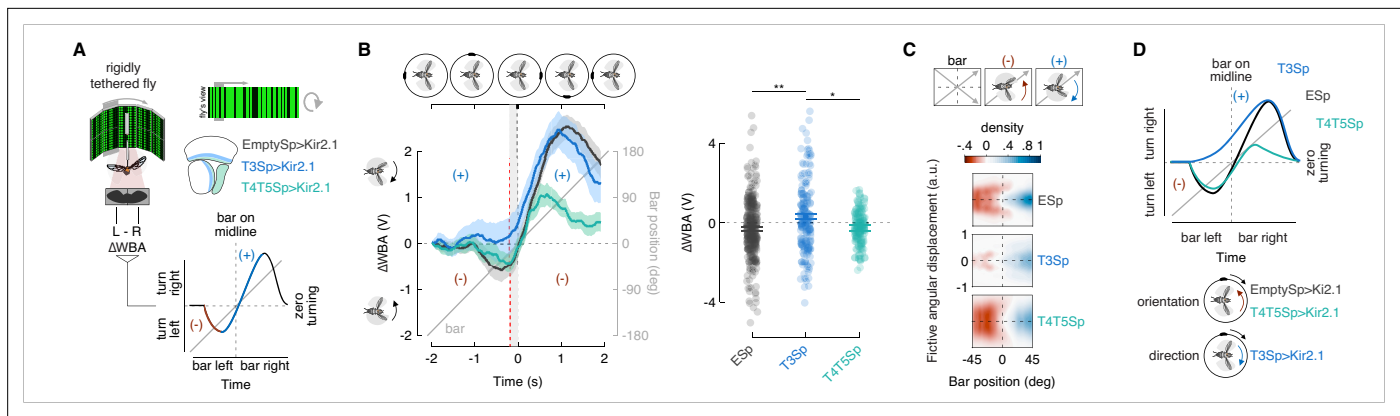 A
rigidly
tethered fly
fly's view
EmptySp>Kir2.1
T3Sp>Kir2.1
T4T5Sp>Kir2.1
L - R
ΔWBA
bar on
midline
(+)
(-)
turn right
turn left
zero turning
bar left bar right
Time
B
2
1
0
-1
-2
ΔWBA (V)
(+)
(+)
(-)
(-)
bar
180
90
0
-90
-180
Bar position (deg)
-2 -1 0 1 2
Time (s)
** *
4
0
-4
ΔWBA (V)
ESp
T3Sp
T4T5Sp
C
bar (-) (+)
density
-.4 0 .4 .8 1
Fictive angular displacement (a.u.)
ESp
1
0
-1
T3Sp
T4T5Sp
-45 0 45
Bar position (deg)
D
bar on
midline
T3Sp
(+)
ESp
T4T5Sp
(-)
turn right
turn left
zero turning
bar left bar right
Time
orientation
EmptySp>Ki2.1
T4T5Sp>Kir2.1
direction
T3Sp>Kir2.1